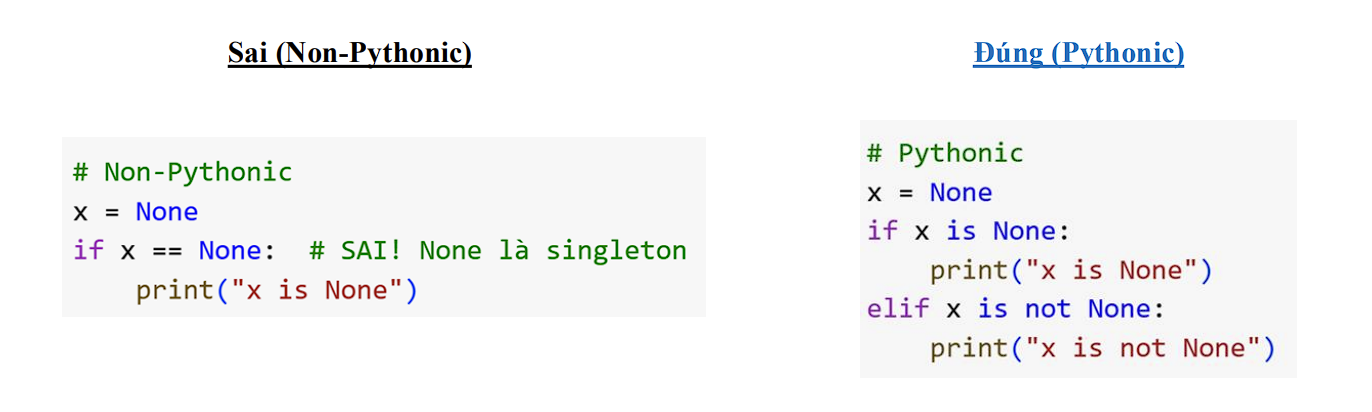 Sai (Non-Pythonic)
# Non-Pythonic
x = None
if x == None:  # SAI! None là singleton
    print("x is None")
Đúng (Pythonic)
# Pythonic
x = None
if x is None:
    print("x is None")
elif x is not None:
    print("x is not None")